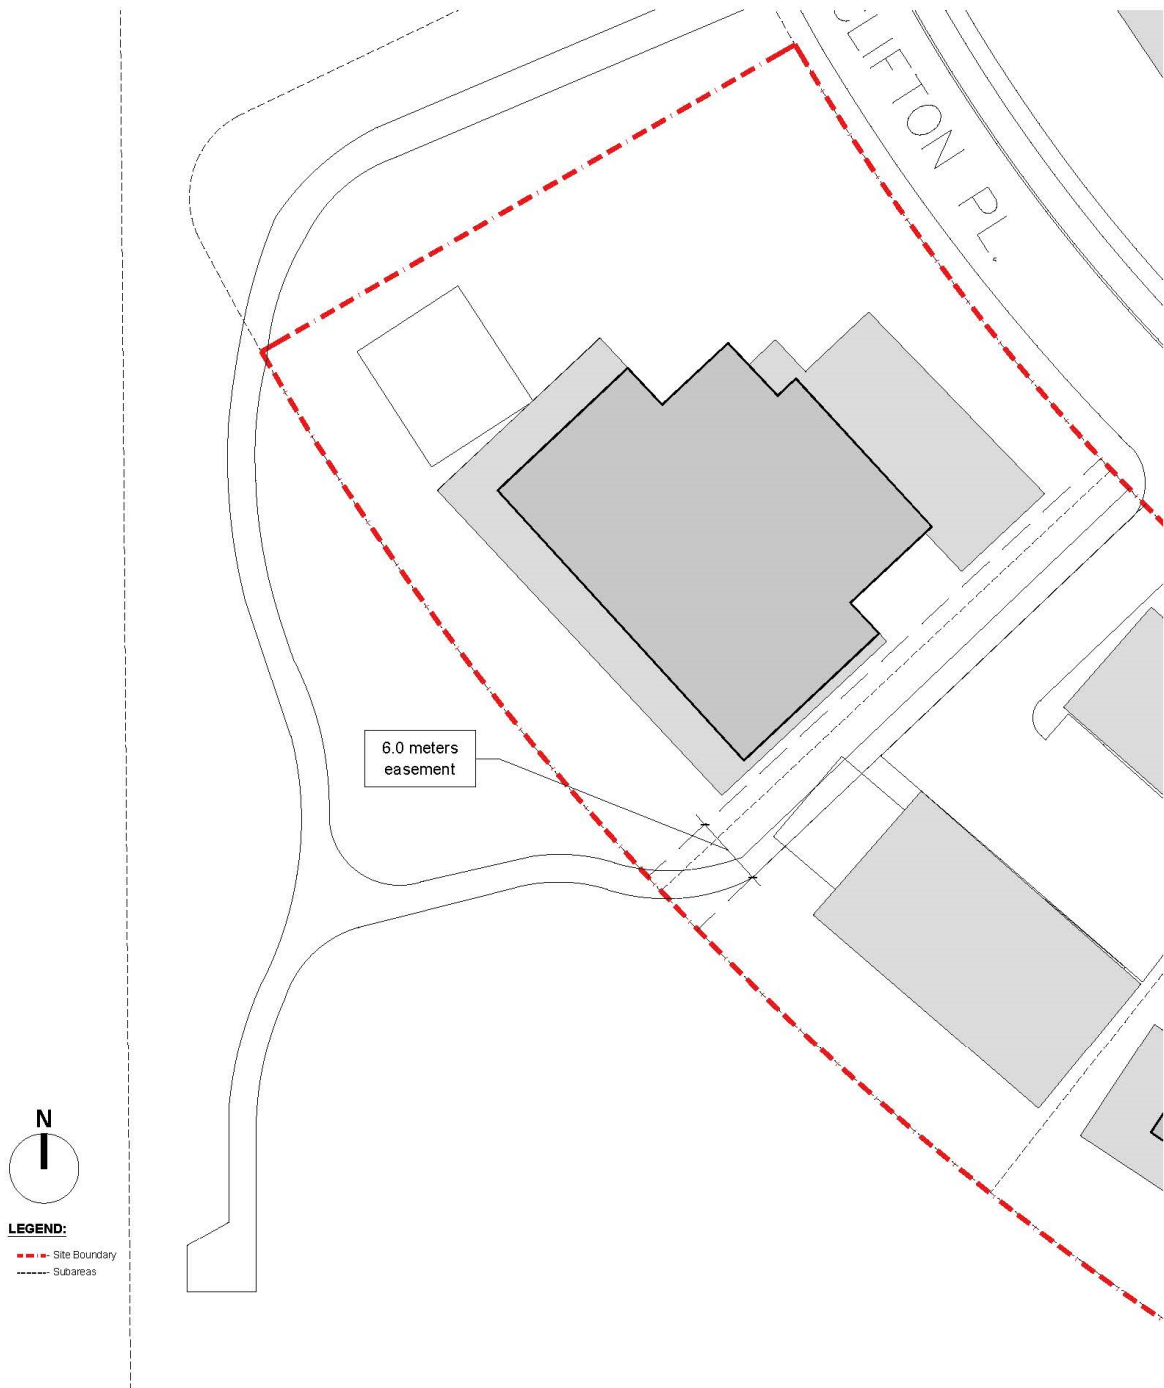 CLIFTON PL.
6.0 meters
easement
N
LEGEND:
Site Boundary
Subareas